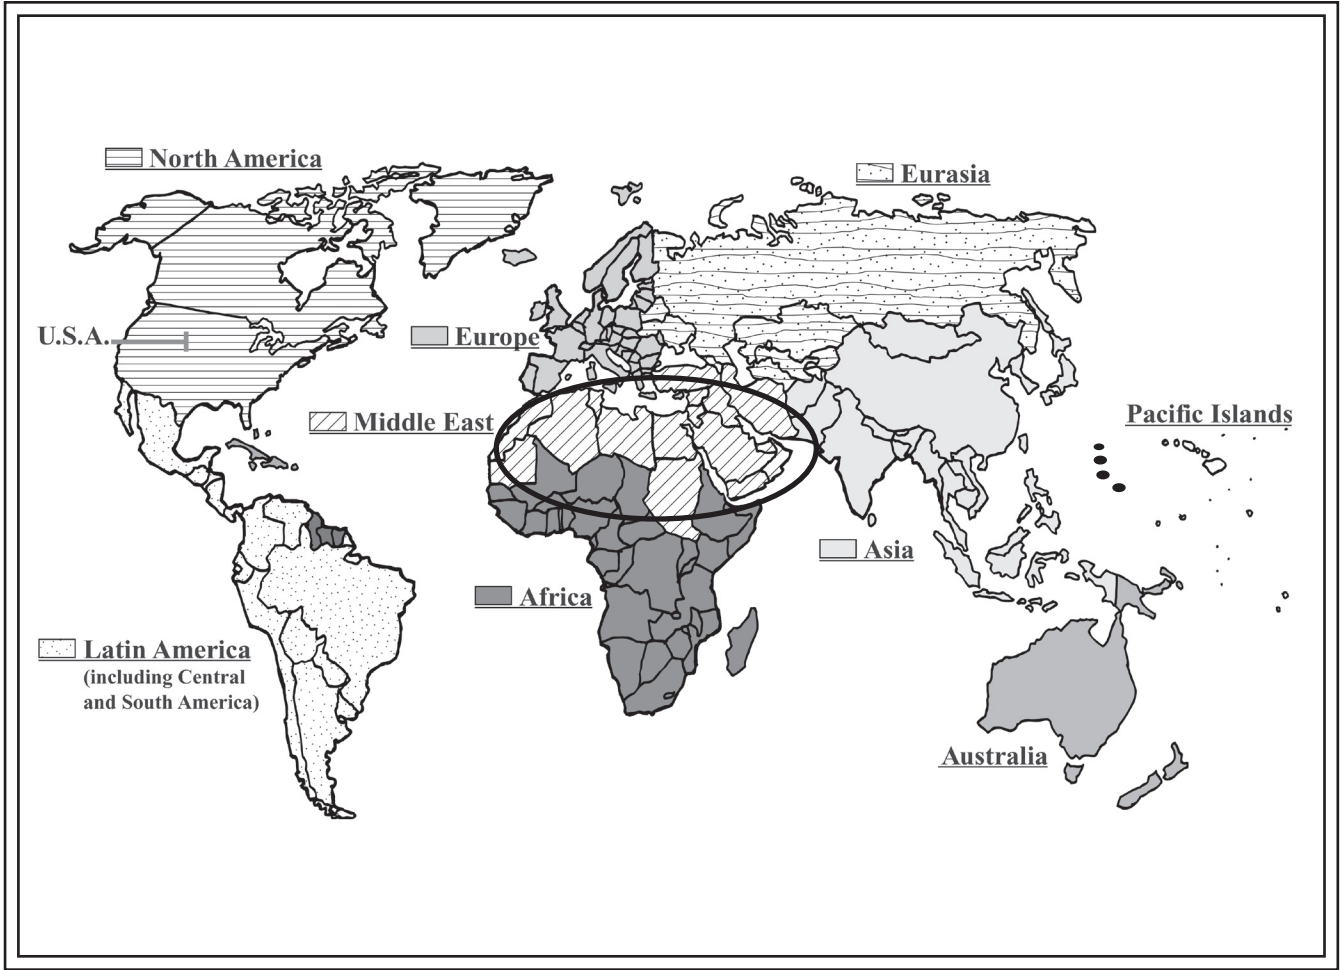 North America
Eurasia
U.S.A.
Europe
Middle East
Pacific Islands
Asia
Africa
Latin America
(including Central
and South America)
Australia